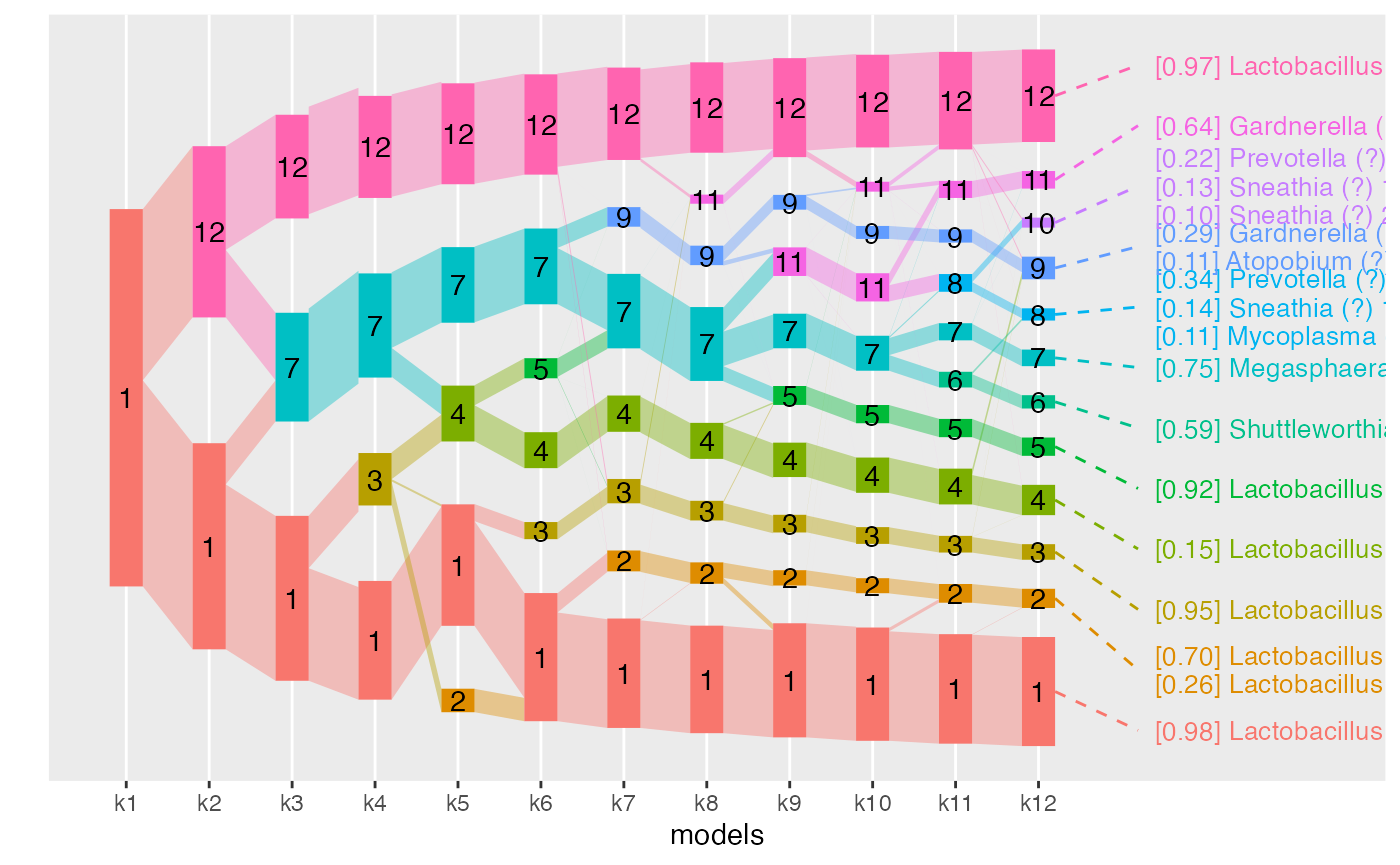 12 12 12 12 12 12 12 12 12 12 12
1 1 1 1 1 1 1 1 1 1 1 1
7 7 7 7 7 7 7 7 7 7
3 3 3 3 3 3 3 3
4 4 4 4 4 4 4 4
2 2 2 2 2 2 2
5 5 5 5 5
9 9 9 9 9 9
11 11 11 11 11 11
8 8
6 6
10
[0.97] Lactobacillus
[0.64] Gardnerella (
[0.22] Prevotella (?)
[0.13] Sneathia (?) 1
[0.10] Sneathia (?) 2
[0.29] Gardnerella (
[0.11] Atopobium (?
[0.34] Prevotella (?)
[0.14] Sneathia (?) 1
[0.11] Mycoplasma
[0.75] Megasphaera
[0.59] Shuttleworthia
[0.92] Lactobacillus
[0.15] Lactobacillus
[0.95] Lactobacillus
[0.70] Lactobacillus
[0.26] Lactobacillus
[0.98] Lactobacillus
k1 k2 k3 k4 k5 k6 k7 k8 k9 k10 k11 k12
models